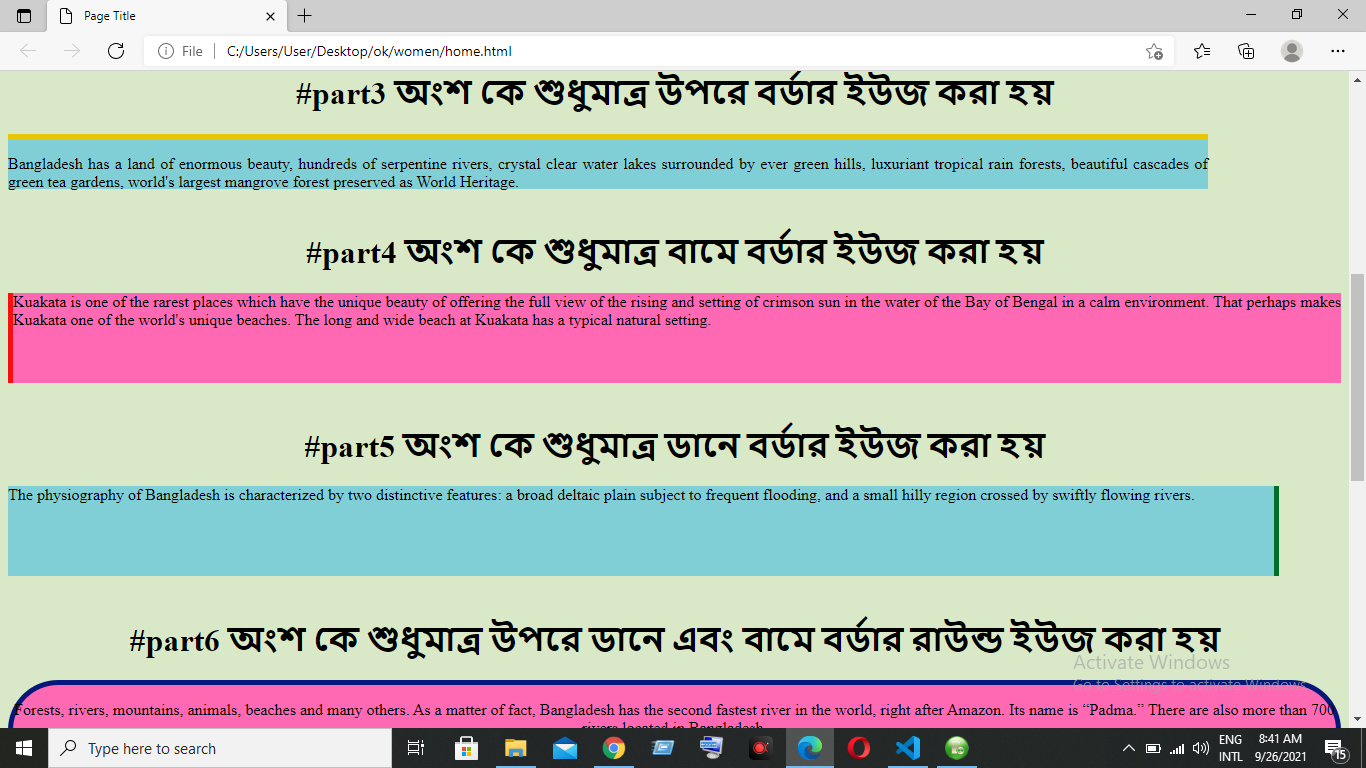 Page Title
File
C:/Users/User/Desktop/ok/women/home.html
#part3 অংশ কে শুধুমাত্র উপরে বর্ডার ইউজ করা হয়
Bangladesh has a land of enormous beauty, hundreds of serpentine rivers, crystal clear water lakes surrounded by ever green hills, luxuriant tropical rain forests, beautiful cascades of
green tea gardens, world's largest mangrove forest preserved as World Heritage.
#part4 অংশ কে শুধুমাত্র বামে বর্ডার ইউজ করা হয়
Kuakata is one of the rarest places which have the unique beauty of offering the full view of the rising and setting of crimson sun in the water of the Bay of Bengal in a calm environment. That perhaps makes
Kuakata one of the world's unique beaches. The long and wide beach at Kuakata has a typical natural setting.
#part5 অংশ কে শুধুমাত্র ডানে বর্ডার ইউজ করা হয়
The physiography of Bangladesh is characterized by two distinctive features: a broad deltaic plain subject to frequent flooding, and a small hilly region crossed by swiftly flowing rivers.
#part6 অংশ কে শুধুমাত্র উপরে ডানে এবং বামে বর্ডার রাউন্ড ইউজ করা হয়
Activate Windows
Go to Settings to activate Windows.
Forests, rivers, mountains, animals, beaches and many others. As a matter of fact, Bangladesh has the second fastest river in the world, right after Amazon. Its name is “Padma.” There are also more than 700
rivers located in Bangladesh.
Type here to search
ENG
INTL
8:41 AM
9/26/2021
15